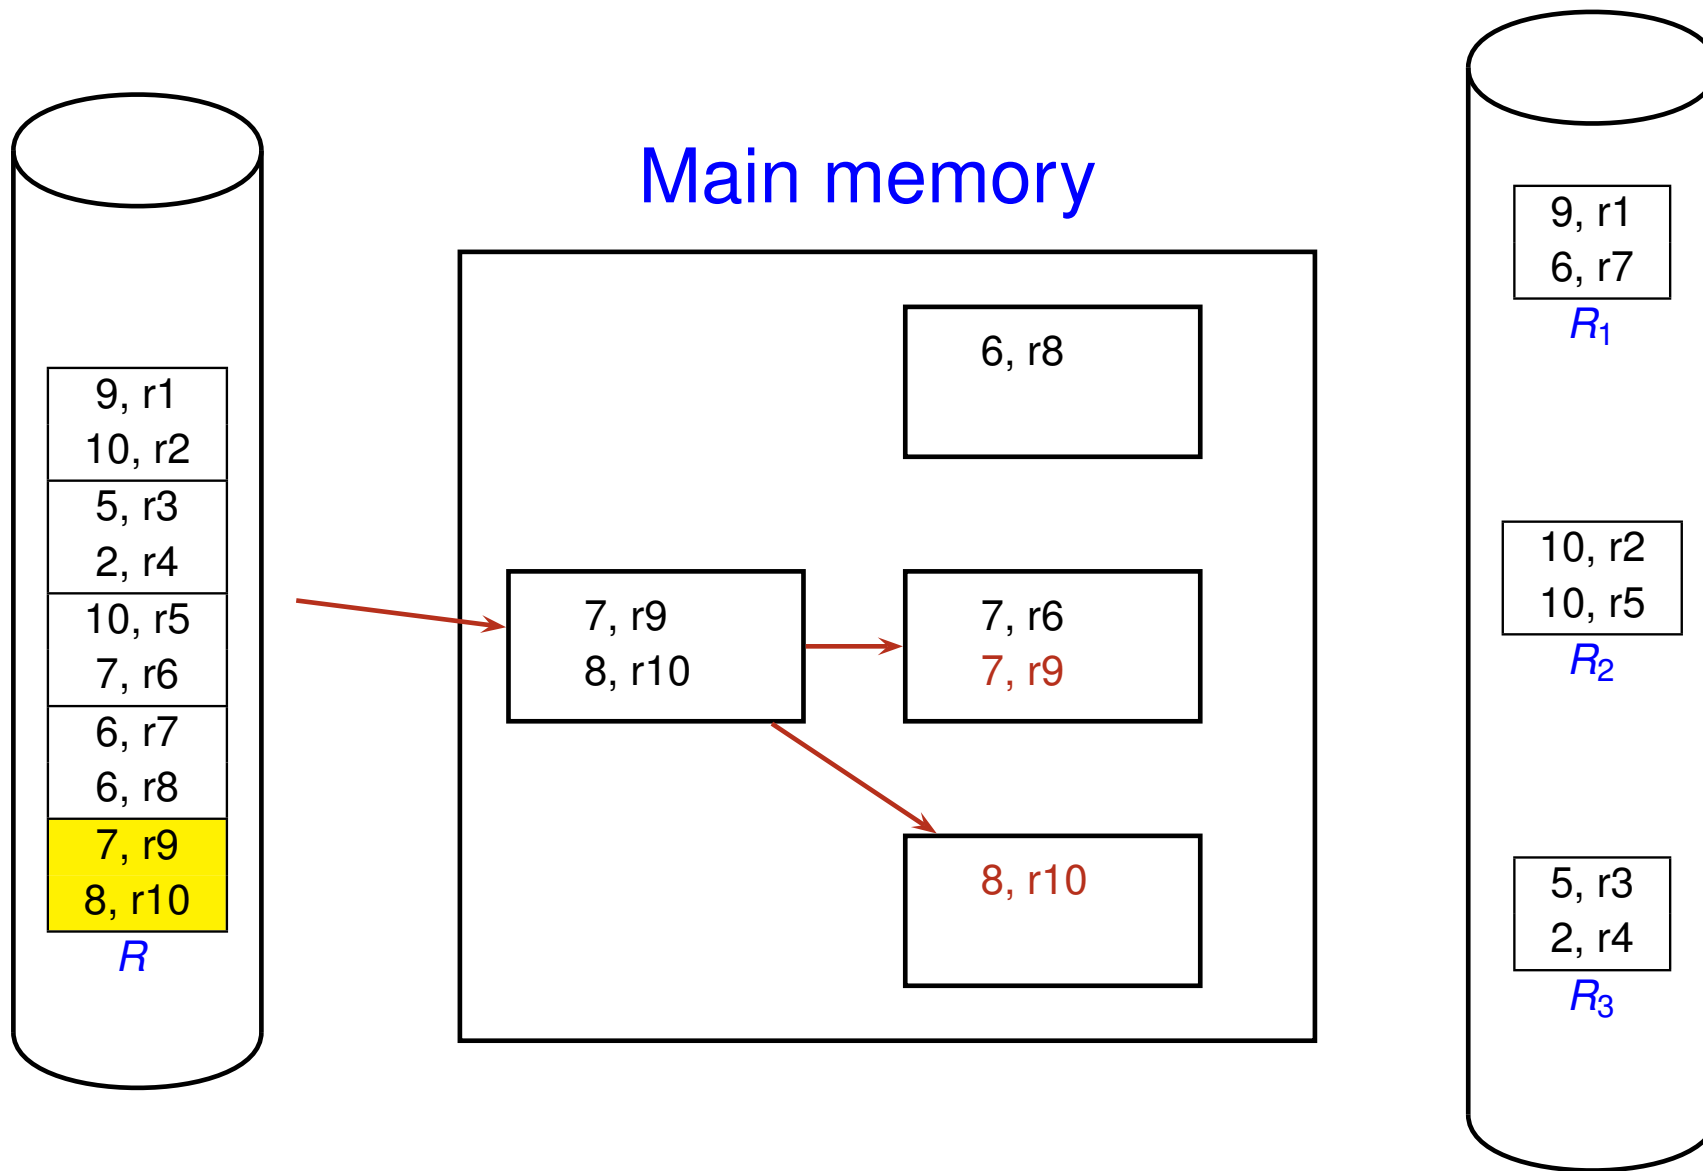 9, r1
10, r2
5, r3
2, r4
10, r5
7, r6
6, r7
6, r8
7, r9
8, r10
R
Main memory
7, r9
8, r10
6, r8
7, r6
7, r9
8, r10
9, r1
6, r7
R1
10, r2
10, r5
R2
5, r3
2, r4
R3